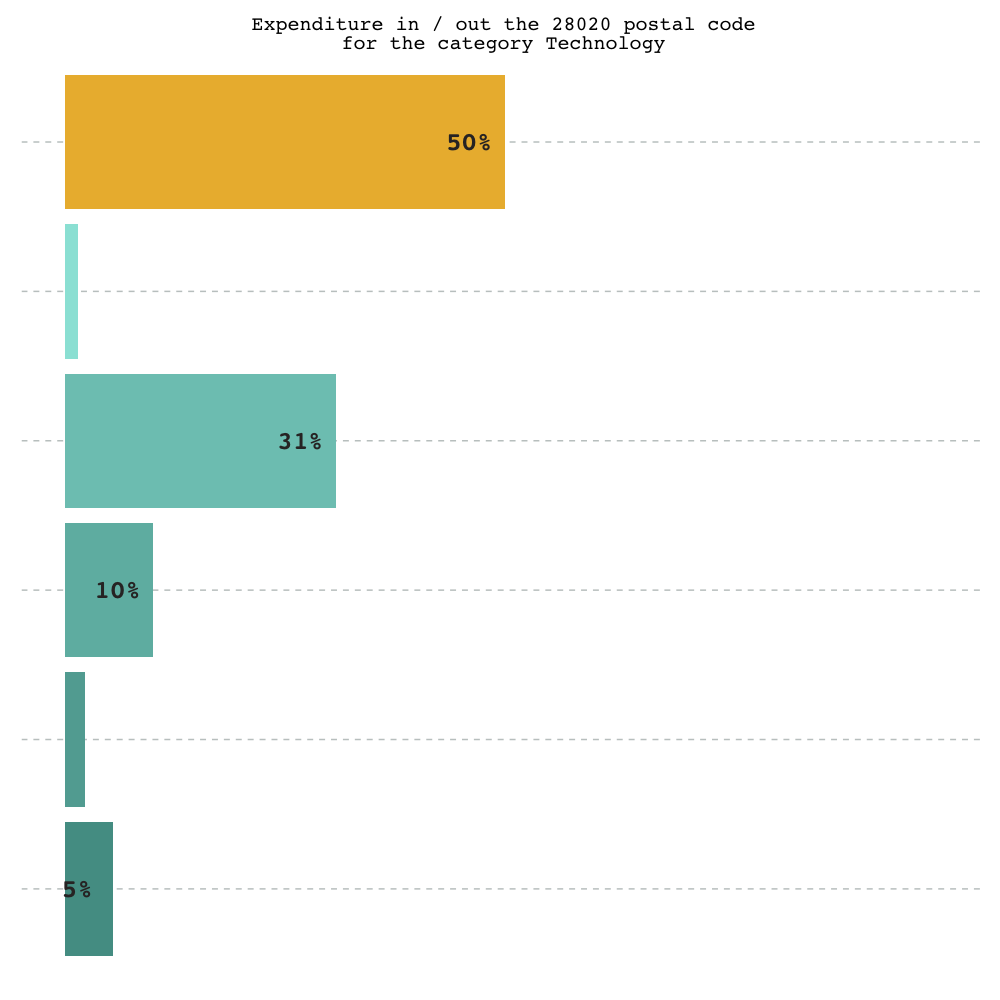 Expenditure in / out the 28020 postal code
for the category Technology
50%
31%
10%
5%